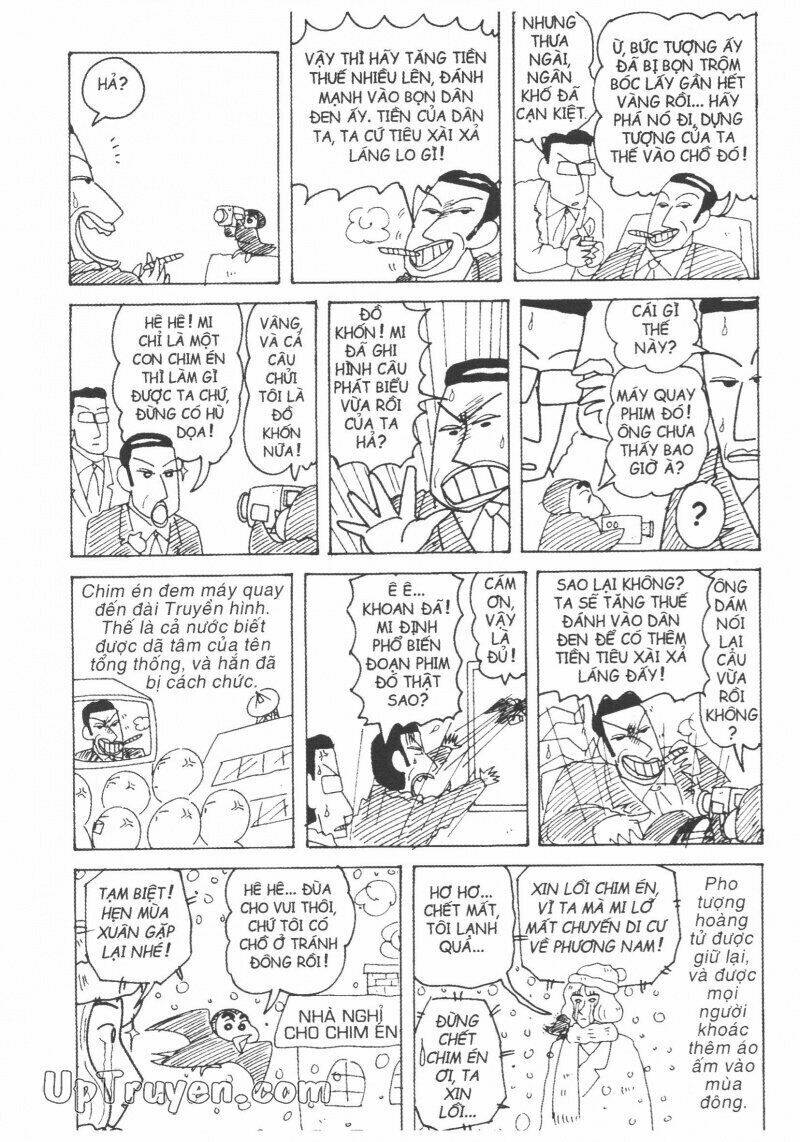 Ừ, BỨC TƯỢNG ẤY
ĐÃ BỊ BỌN TRỘM
BÓC LẤY GẦN HẾT
VÀNG RỒI... HÃY
PHÁ NÓ ĐI, DỰNG
TƯỢNG CỦA TA
THẾ VÀO CHỖ ĐÓ!
NHƯNG
THƯA
NGÀI,
NGÂN
KHỐ ĐÃ
CẠN KIỆT.
VẬY THÌ HÃY TĂNG TIỀN
THUẾ NHIỀU LÊN, ĐÁNH
MẠNH VÀO BỌN DÂN
ĐEN ẤY. TIỀN CỦA DÂN
TA, TA CỨ TIÊU XÀI XẢ
LÁNG LO GÌ!
HẢ?
CÁI GÌ
THẾ
NÀY?
MÁY QUAY
PHIM ĐÓ!
ÔNG CHƯA
THẤY BAO
GIỜ À?
?
ĐỒ
KHỐN! MI
ĐÃ GHI
HÌNH CÂU
PHÁT BIỂU
VỪA RỒI
CỦA TA
HẢ?
VÂNG,
VÀ CẢ
CÂU
CHỬI
TÔI LÀ
ĐỒ
KHỐN
NỮA!
HÊ HÊ! MI
CHỈ LÀ MỘT
CON CHIM ÉN
THÌ LÀM GÌ
ĐƯỢC TA CHỨ,
ĐỪNG CÓ HÙ
DỌA!
ÔNG
DÁM
NÓI
LẠI
CÂU
VỪA
RỒI
KHÔNG?
SAO LẠI KHÔNG?
TA SẼ TĂNG THUẾ
ĐÁNH VÀO DÂN
ĐEN ĐỂ CÓ THÊM
TIỀN TIÊU XÀI XẢ
LÁNG ĐẤY!
CÁM
ƠN,
VẬY
LÀ
ĐỦ!
Ê Ê...
KHOAN ĐÃ!
MI ĐỊNH
PHỔ BIẾN
ĐOẠN PHIM
ĐÓ THẬT
SAO?
Chim én đem máy quay
đến đài Truyền hình.
Thế là cả nước biết
được dã tâm của tên
tổng thống, và hắn đã
bị cách chức.
Pho
tượng
hoàng
tử được
giữ lại,
và được
mọi
người
khoác
thêm áo
ấm vào
mùa
đông.
XIN LỖI CHIM ÉN,
VÌ TA MÀ MI LỠ
MẤT CHUYẾN DI CƯ
VỀ PHƯƠNG NAM!
HƠ HƠ...
CHẾT MẤT,
TÔI LẠNH
QUÁ...
ĐỪNG
CHẾT
CHIM ÉN
ƠI, TA
XIN
LỖI...
HÊ HÊ... ĐÙA
CHO VUI THÔI,
CHỨ TÔI CÓ
CHỖ Ở TRÁNH
ĐÔNG RỒI!
TẠM BIỆT!
HẸN MÙA
XUÂN GẶP
LẠI NHÉ!
NHÀ NGHỈ
CHO CHIM ÉN
UpTruyen.com